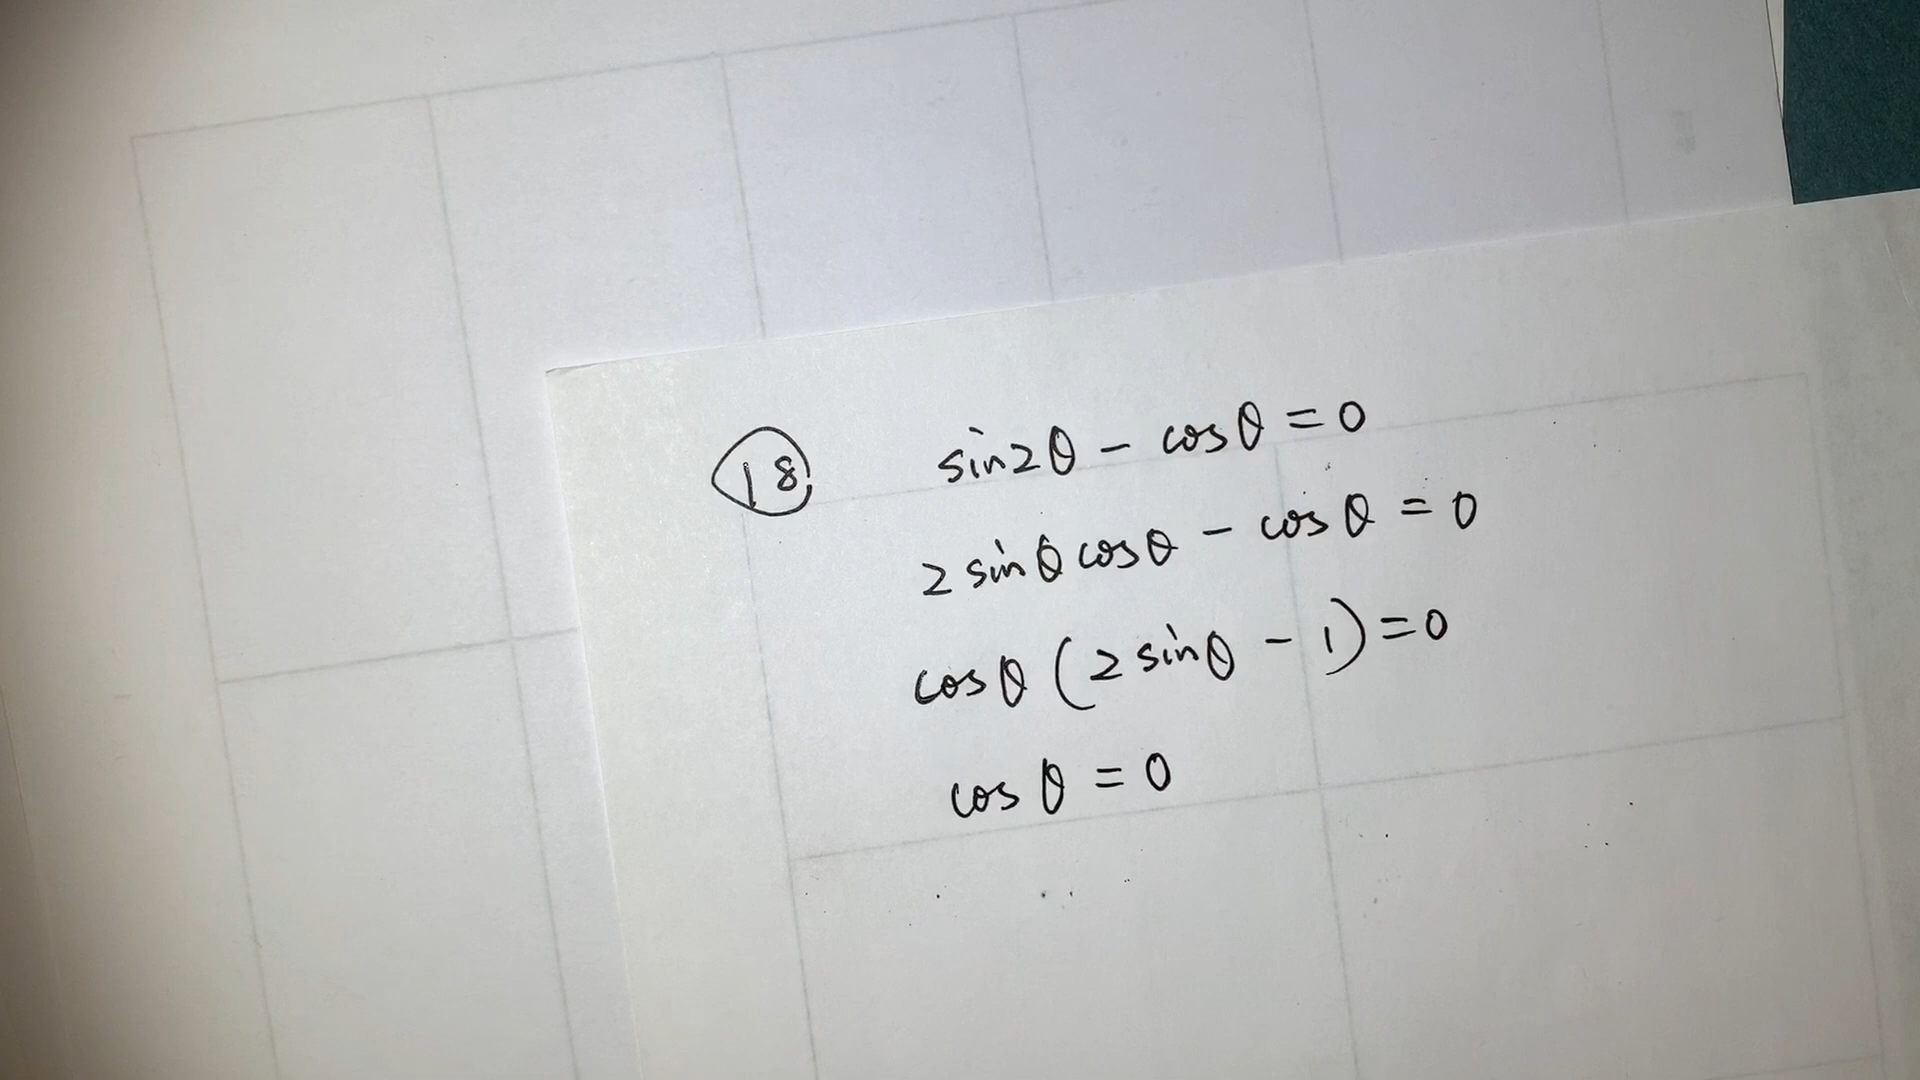 18 sin2θ - cosθ = 0
2 sinθ cosθ - cosθ = 0
cosθ (2 sinθ - 1) = 0
cosθ = 0